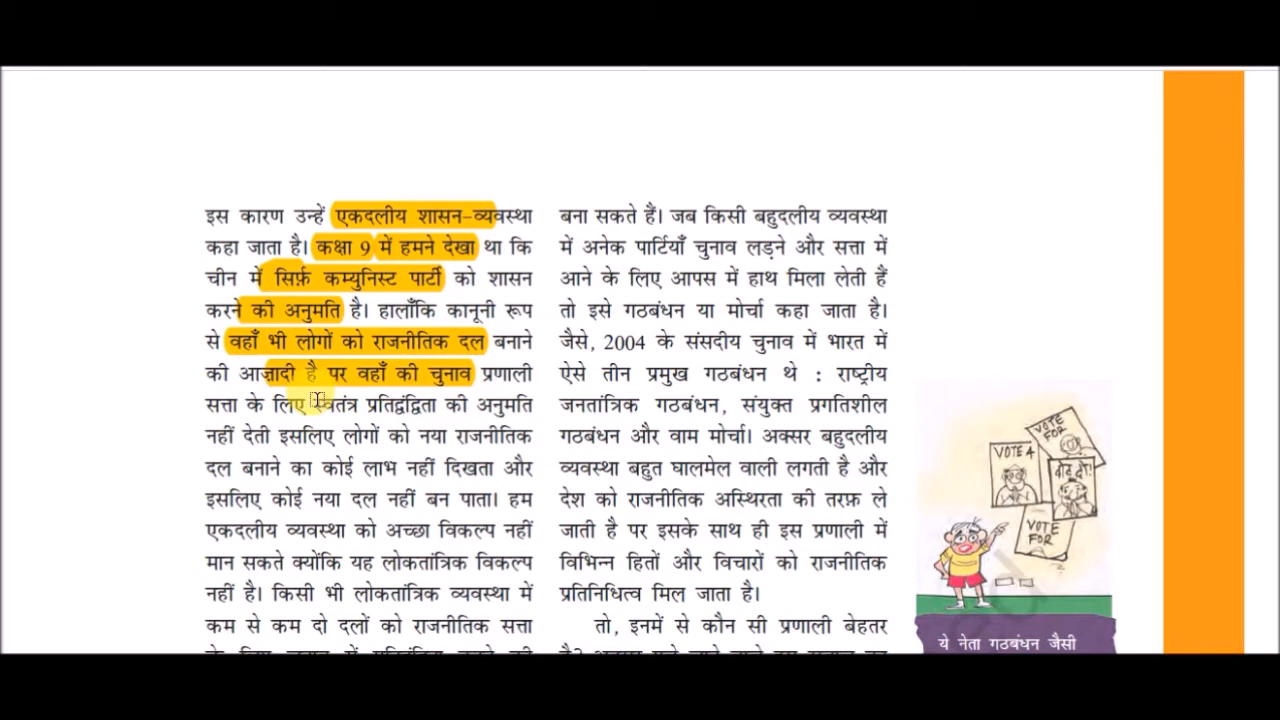 इस कारण उन्हें एकदलीय शासन-व्यवस्था
कहा जाता है। कक्षा 9 में हमने देखा था कि
चीन में सिर्फ़ कम्युनिस्ट पार्टी को शासन
करने की अनुमति है। हालाँकि कानूनी रूप
से वहाँ भी लोगों को राजनीतिक दल बनाने
की आज़ादी है पर वहाँ की चुनाव प्रणाली
सत्ता के लिए स्वतंत्र प्रतिद्वंद्विता की अनुमति
नहीं देती इसलिए लोगों को नया राजनीतिक
दल बनाने का कोई लाभ नहीं दिखता और
इसलिए कोई नया दल नहीं बन पाता। हम
एकदलीय व्यवस्था को अच्छा विकल्प नहीं
मान सकते क्योंकि यह लोकतांत्रिक विकल्प
नहीं है। किसी भी लोकतांत्रिक व्यवस्था में
कम से कम दो दलों को राजनीतिक सत्ता
बना सकते हैं। जब किसी बहुदलीय व्यवस्था
में अनेक पार्टियाँ चुनाव लड़ने और सत्ता में
आने के लिए आपस में हाथ मिला लेती हैं
तो इसे गठबंधन या मोर्चा कहा जाता है।
जैसे, 2004 के संसदीय चुनाव में भारत में
ऐसे तीन प्रमुख गठबंधन थे : राष्ट्रीय
जनतांत्रिक गठबंधन, संयुक्त प्रगतिशील
गठबंधन और वाम मोर्चा। अक्सर बहुदलीय
व्यवस्था बहुत घालमेल वाली लगती है और
देश को राजनीतिक अस्थिरता की तरफ़ ले
जाती है पर इसके साथ ही इस प्रणाली में
विभिन्न हितों और विचारों को राजनीतिक
प्रतिनिधित्व मिल जाता है।
तो, इनमें से कौन सी प्रणाली बेहतर
VOTE
FOR
VOTE 4
वोट दो!
VOTE
FOR
ये नेता गठबंधन जैसी